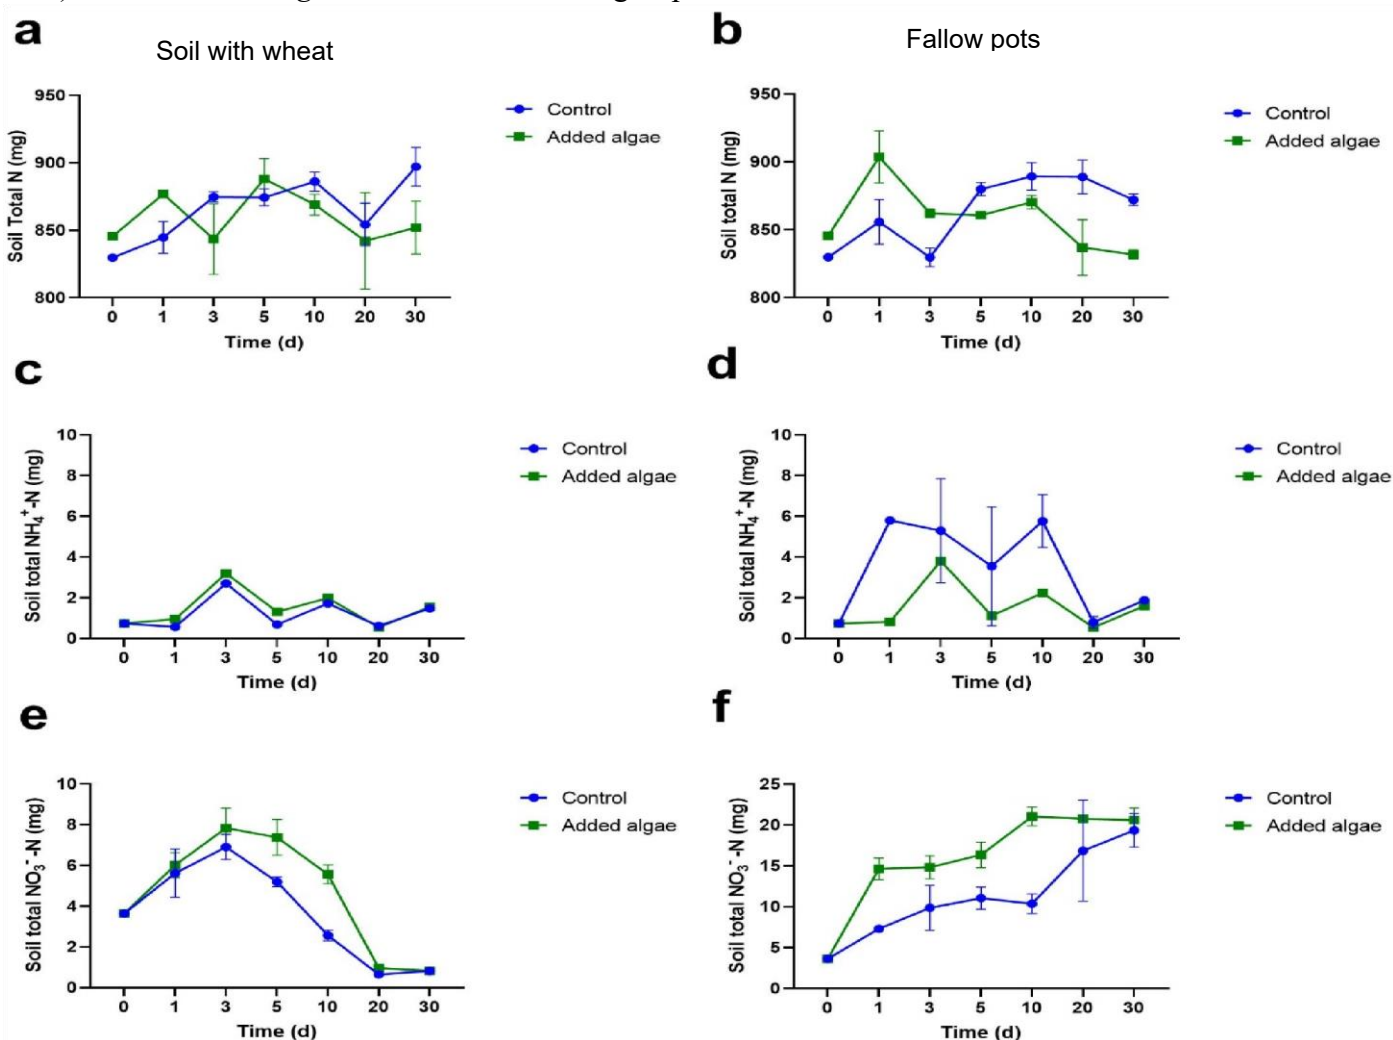 a
Soil with wheat
950
900
850
800
Soil Total N (mg)
0 1 3 5 10 20 30
Time (d)
Control
Added algae
b
Fallow pots
950
900
850
800
Soil total N (mg)
0 1 3 5 10 20 30
Time (d)
Control
Added algae
c
10
8
6
4
2
0
Soil total NH₄⁺-N (mg)
0 1 3 5 10 20 30
Time (d)
Control
Added algae
d
10
8
6
4
2
0
Soil total NH₄⁺-N (mg)
0 1 3 5 10 20 30
Time (d)
Control
Added algae
e
10
8
6
4
2
0
Soil total NO₃⁻-N (mg)
0 1 3 5 10 20 30
Time (d)
Control
Added algae
f
25
20
15
10
5
0
Soil total NO₃⁻-N (mg)
0 1 3 5 10 20 30
Time (d)
Control
Added algae